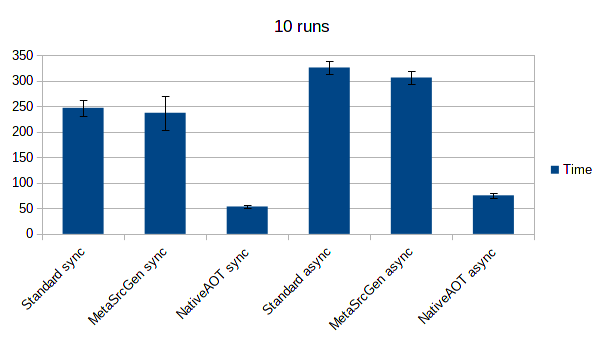 10 runs
350
300
250
200
150
100
50
0
Time
Standard sync
MetaSrcGen sync
NativeAOT sync
Standard async
MetaSrcGen async
NativeAOT async